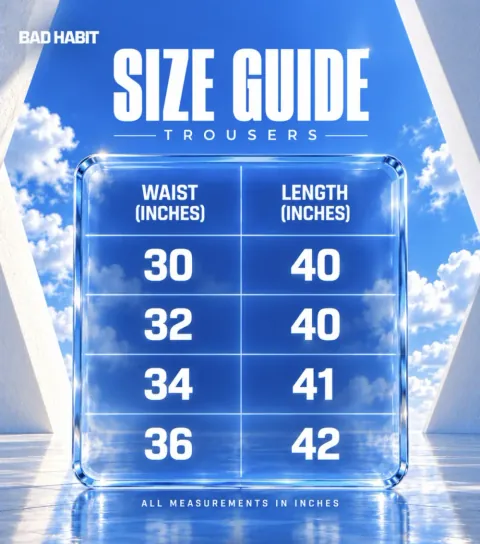 BAD HABIT
SIZE GUIDE
TROUSERS
WAIST (INCHES) LENGTH (INCHES)
30 40
32 40
34 41
36 42
ALL MEASUREMENTS IN INCHES